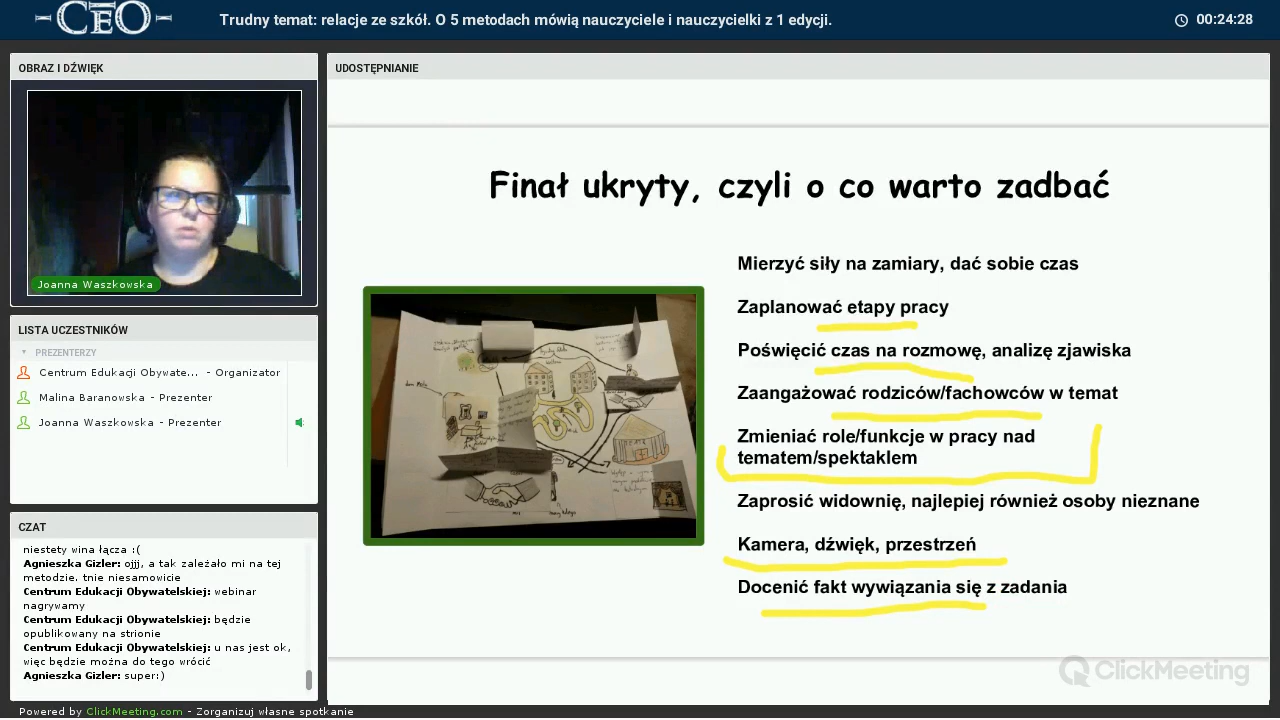 CEO
Trudny temat: relacje ze szkół. O 5 metodach mówią nauczyciele i nauczycielki z 1 edycji.
00:24:28
OBRAZ I DŹWIĘK
Joanna Waszkowska
LISTA UCZESTNIKÓW
PREZENTERZY
Centrum Edukacji Obywate... - Organizator
Malina Baranowska - Prezenter
Joanna Waszkowska - Prezenter
CZAT
niestety wina łącza :(
Agnieszka Gizler: ojjj, a tak zależało mi na tej
metodzie. tnie niesamowicie
Centrum Edukacji Obywatelskiej: webinar
nagrywamy
Centrum Edukacji Obywatelskiej: będzie
opublikowany na strionie
Centrum Edukacji Obywatelskiej: u nas jest ok,
więc będzie można do tego wrócić
Agnieszka Gizler: super:)
UDOSTĘPNIANIE
Finał ukryty, czyli o co warto zadbać
Mierzyć siły na zamiary, dać sobie czas
Zaplanować etapy pracy
Poświęcić czas na rozmowę, analizę zjawiska
Zaangażować rodziców/fachowców w temat
Zmieniać role/funkcje w pracy nad
tematem/spektaklem
Zaprosić widownię, najlepiej również osoby nieznane
Kamera, dźwięk, przestrzeń
Docenić fakt wywiązania się z zadania
ClickMeeting
Powered by ClickMeeting.com - Zorganizuj własne spotkanie